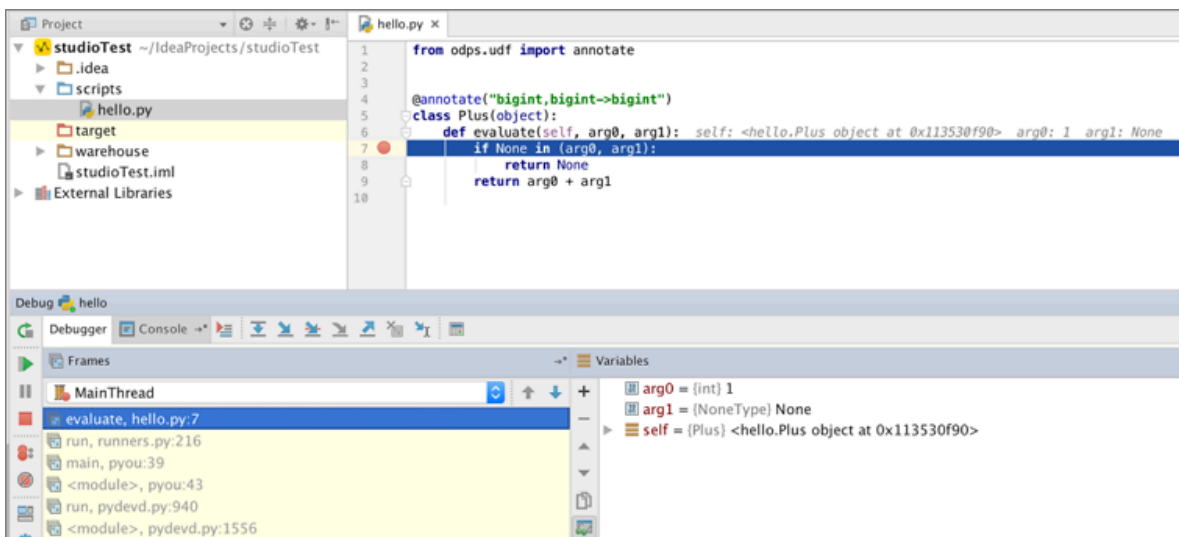 Project
hello.py ×
studioTest ~/IdeaProjects/studioTest
.idea
scripts
hello.py
target
warehouse
studioTest.iml
External Libraries
1 from odps.udf import annotate
2
3
4 @annotate("bigint,bigint->bigint")
5 class Plus(object):
6 def evaluate(self, arg0, arg1): self: <hello.Plus object at 0x113530f90> arg0: 1 arg1: None
7 if None in (arg0, arg1):
8 return None
9 return arg0 + arg1
10
Debug hello
Debugger Console
Frames
MainThread
evaluate, hello.py:7
run, runners.py:216
main, pyou:39
<module>, pyou:43
run, pydevd.py:940
<module>, pydevd.py:1556
Variables
arg0 = {int} 1
arg1 = {NoneType} None
self = {Plus} <hello.Plus object at 0x113530f90>